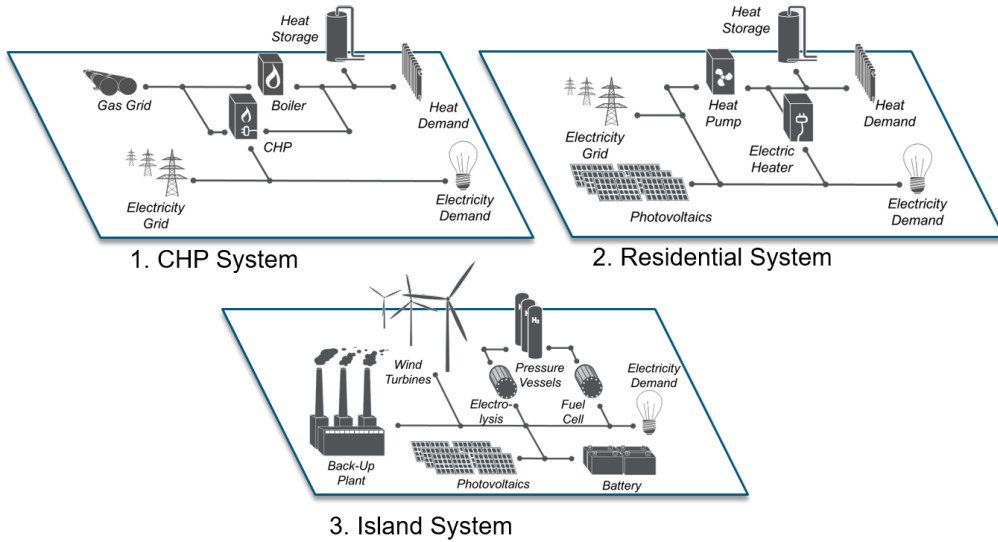 Heat
Storage
Gas Grid
Boiler
Heat
Demand
CHP
Electricity
Grid
Electricity
Demand
1. CHP System
Heat
Storage
Heat
Pump
Heat
Demand
Electricity
Grid
Electric
Heater
Photovoltaics
Electricity
Demand
2. Residential System
Wind
Turbines
H₂
Pressure
Vessels
Electricity
Demand
Electro-
lysis
Fuel
Cell
Back-Up
Plant
Photovoltaics
Battery
3. Island System